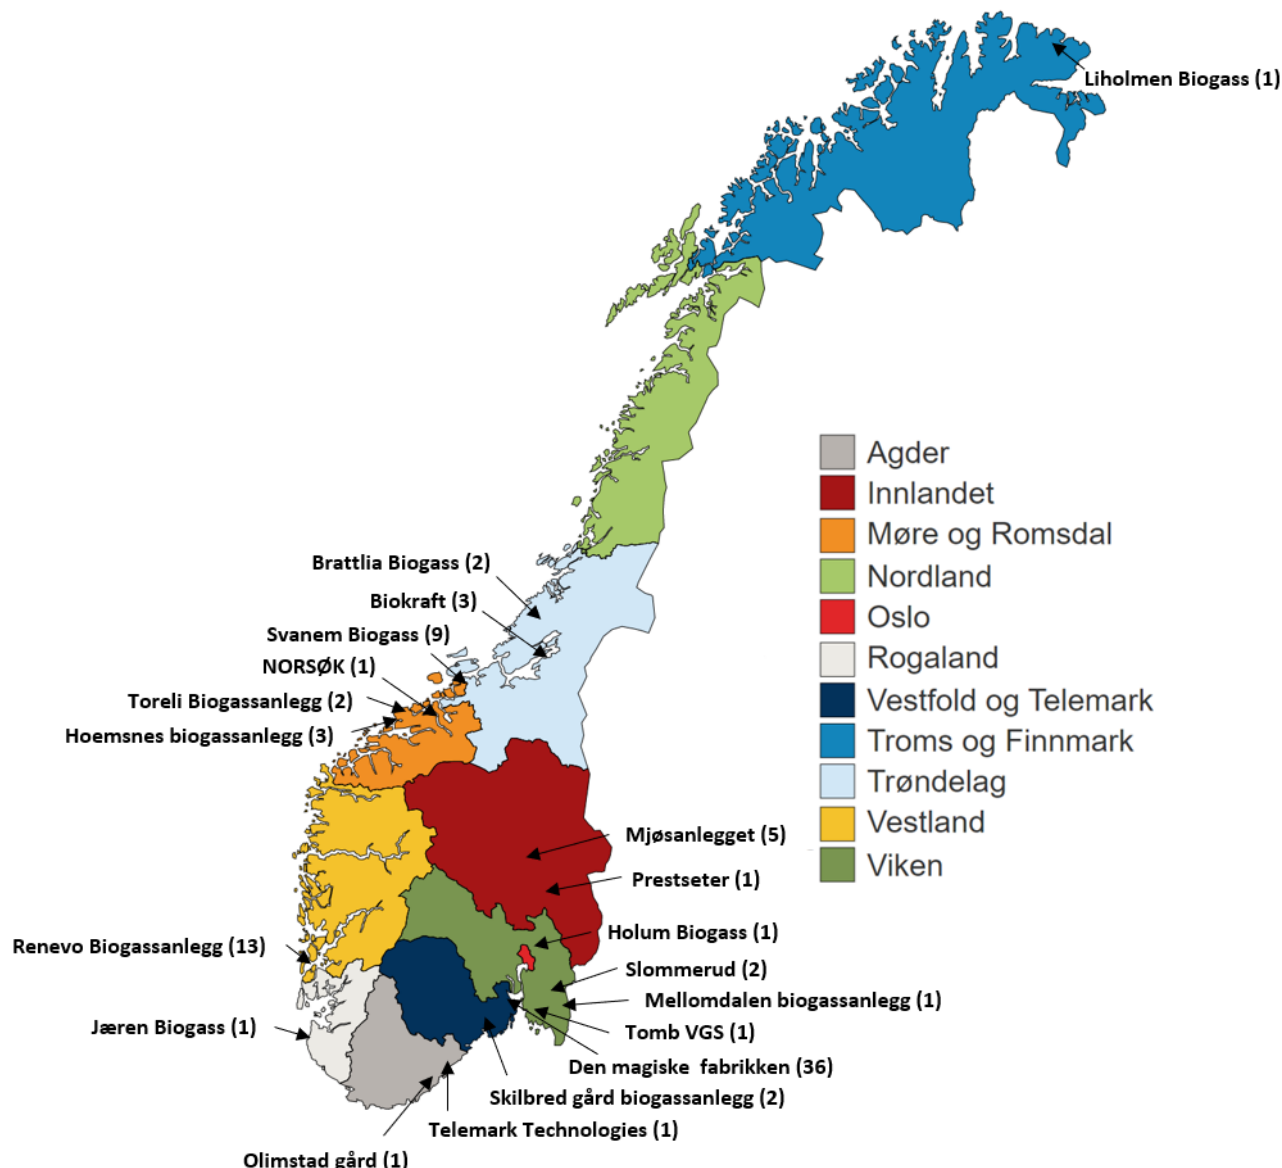 Liholmen Biogass (1)
Agder
Innlandet
Møre og Romsdal
Nordland
Oslo
Rogaland
Vestfold og Telemark
Troms og Finnmark
Trøndelag
Vestland
Viken
Brattlia Biogass (2)
Biokraft (3)
Svanem Biogass (9)
NORSØK (1)
Toreli Biogassanlegg (2)
Hoemsnes biogassanlegg (3)
Mjøsanlegget (5)
Prestseter (1)
Renevo Biogassanlegg (13)
Holum Biogass (1)
Slommerud (2)
Mellomdalen biogassanlegg (1)
Jæren Biogass (1)
Tomb VGS (1)
Den magiske fabrikken (36)
Skilbred gård biogassanlegg (2)
Telemark Technologies (1)
Olimstad gård (1)